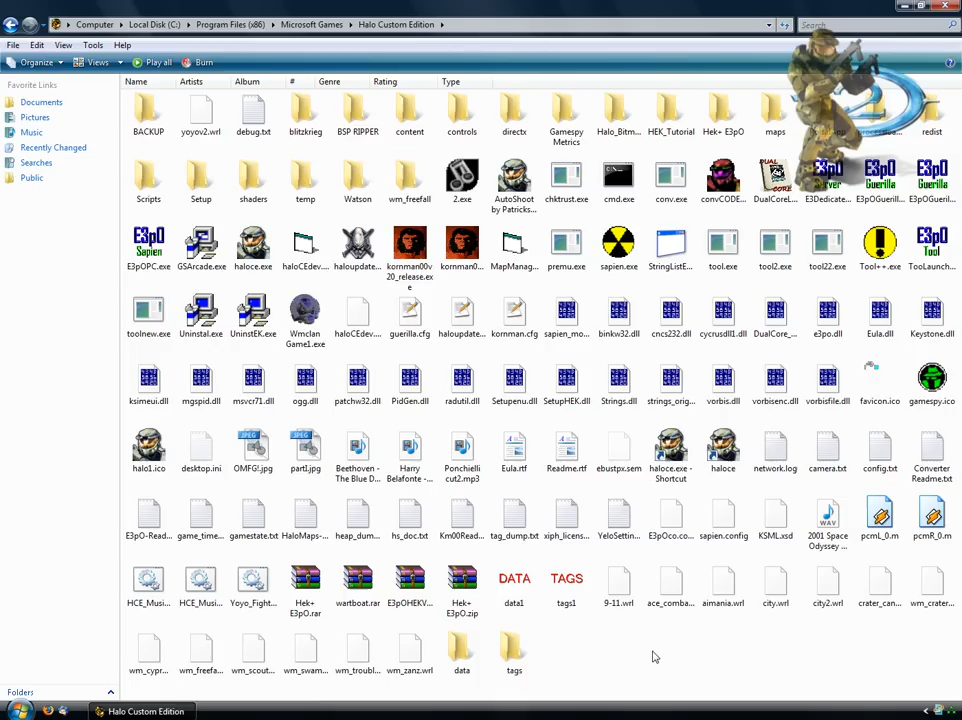 Computer ▸ Local Disk (C:) ▸ Program Files (x86) ▸ Microsoft Games ▸ Halo Custom Edition ▸
Search
File Edit View Tools Help
Organize Views Play all Burn
Favorite Links
Documents
Pictures
Music
Recently Changed
Searches
Public
Name Artists Album # Genre Rating Type
BACKUP yoyov2.wrl debug.txt blitzkrieg BSP RIPPER content controls directx Gamespy Metrics Halo_Bitm... HEK_Tutorial Hek+ E3pO maps redist
Scripts Setup shaders temp Watson wm_freefall 2.exe AutoShoot by Patricks... chktrust.exe cmd.exe conv.exe convCODE... DualCoreL... E3Dedicate... E3pOGueril... E3pOGueril...
E3pOPC.exe GSArcade.exe haloce.exe haloCEdev.... haloupdate... kornman00v20_release.exe kornman0... MapManag... premu.exe sapien.exe StringListE... tool.exe tool2.exe tool22.exe Tool++.exe TooLaunch...
toolnew.exe Uninstal.exe UninstEK.exe Wmclan Game1.exe haloCEdev.... guerilla.cfg haloupdate... kornman.cfg sapien_mo... binkw32.dll cncs232.dll cycrusdll1.dll DualCore_... e3po.dll Eula.dll Keystone.dll
ksimeui.dll mgspid.dll msvcr71.dll ogg.dll patchw32.dll PidGen.dll radutil.dll Setupenu.dll SetupHEK.dll Strings.dll strings_orig... vorbis.dll vorbisenc.dll vorbisfile.dll favicon.ico gamespy.ico
halo1.ico desktop.ini OMFG!.jpg part1.jpg Beethoven - The Blue D... Harry Belafonte -... Ponchielli cut2.mp3 Eula.rtf Readme.rtf ebustpx.sem haloce.exe - Shortcut haloce network.log camera.txt config.txt Converter Readme.txt
E3pO-Read... game_time... gamestate.txt HaloMaps-... heap_dum... hs_doc.txt Km00Read... tag_dump.txt xiph_licens... YeloSettin... E3pOco.co... sapien.config KSML.xsd 2001 Space Odyssey ... pcmL_0.m pcmR_0.m
HCE_Musi... HCE_Musi... Yoyo_Fight... Hek+ E3pO.rar wartboat.rar E3pOHEKV... Hek+ E3pO.zip data1 tags1 9-11.wrl ace_comba... aimania.wrl city.wrl city2.wrl crater_can... wm_crater...
DATA TAGS
wm_cypr... wm_freefa... wm_scout... wm_swam... wm_troubl... wm_zanz.wrl data tags
Folders
Halo Custom Edition